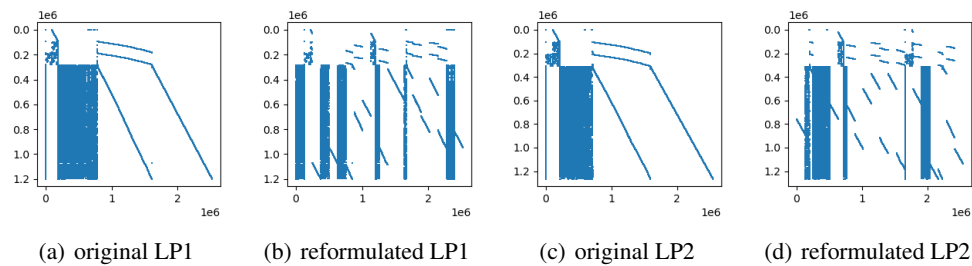 1e6 1e6 1e6 1e6
0.0 0.0 0.0 0.0
0.2 0.2 0.2 0.2
0.4 0.4 0.4 0.4
0.6 0.6 0.6 0.6
0.8 0.8 0.8 0.8
1.0 1.0 1.0 1.0
1.2 1.2 1.2 1.2
0 1 2 0 1 2 0 1 2 0 1 2
1e6 1e6 1e6 1e6
(a) original LP1 (b) reformulated LP1 (c) original LP2 (d) reformulated LP2